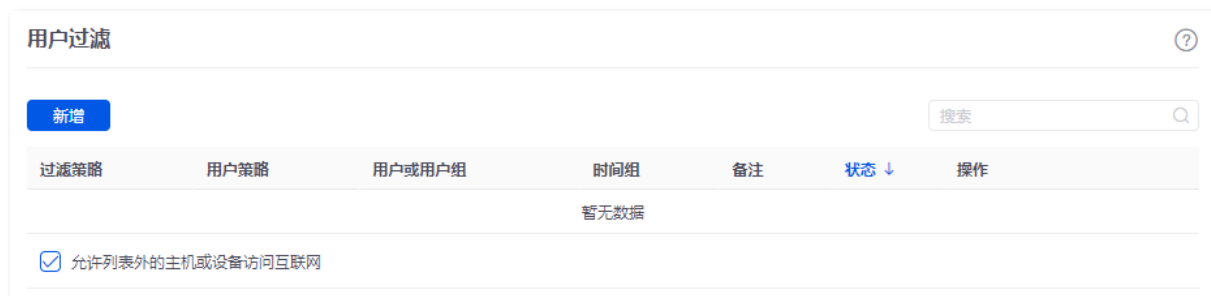 用户过滤
新增
搜索
过滤策略 用户策略 用户或用户组 时间组 备注 状态 操作
暂无数据
允许列表外的主机或设备访问互联网